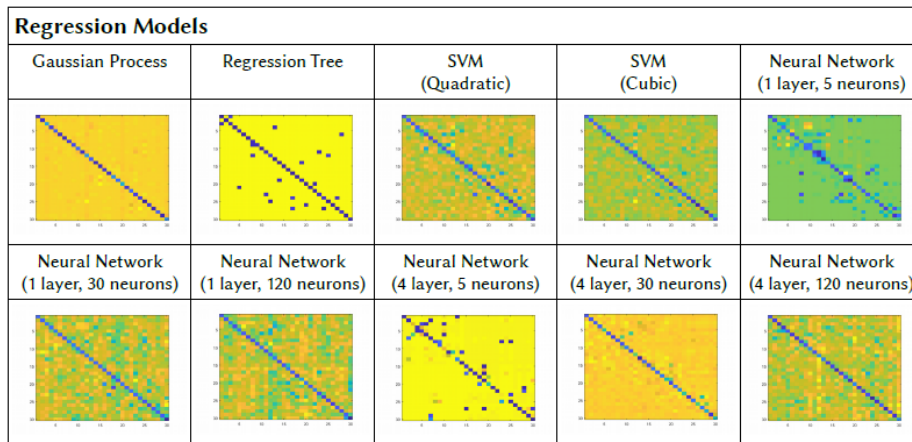 Regression Models
Gaussian Process
Regression Tree
SVM
(Quadratic)
SVM
(Cubic)
Neural Network
(1 layer, 5 neurons)
Neural Network
(1 layer, 30 neurons)
Neural Network
(1 layer, 120 neurons)
Neural Network
(4 layer, 5 neurons)
Neural Network
(4 layer, 30 neurons)
Neural Network
(4 layer, 120 neurons)